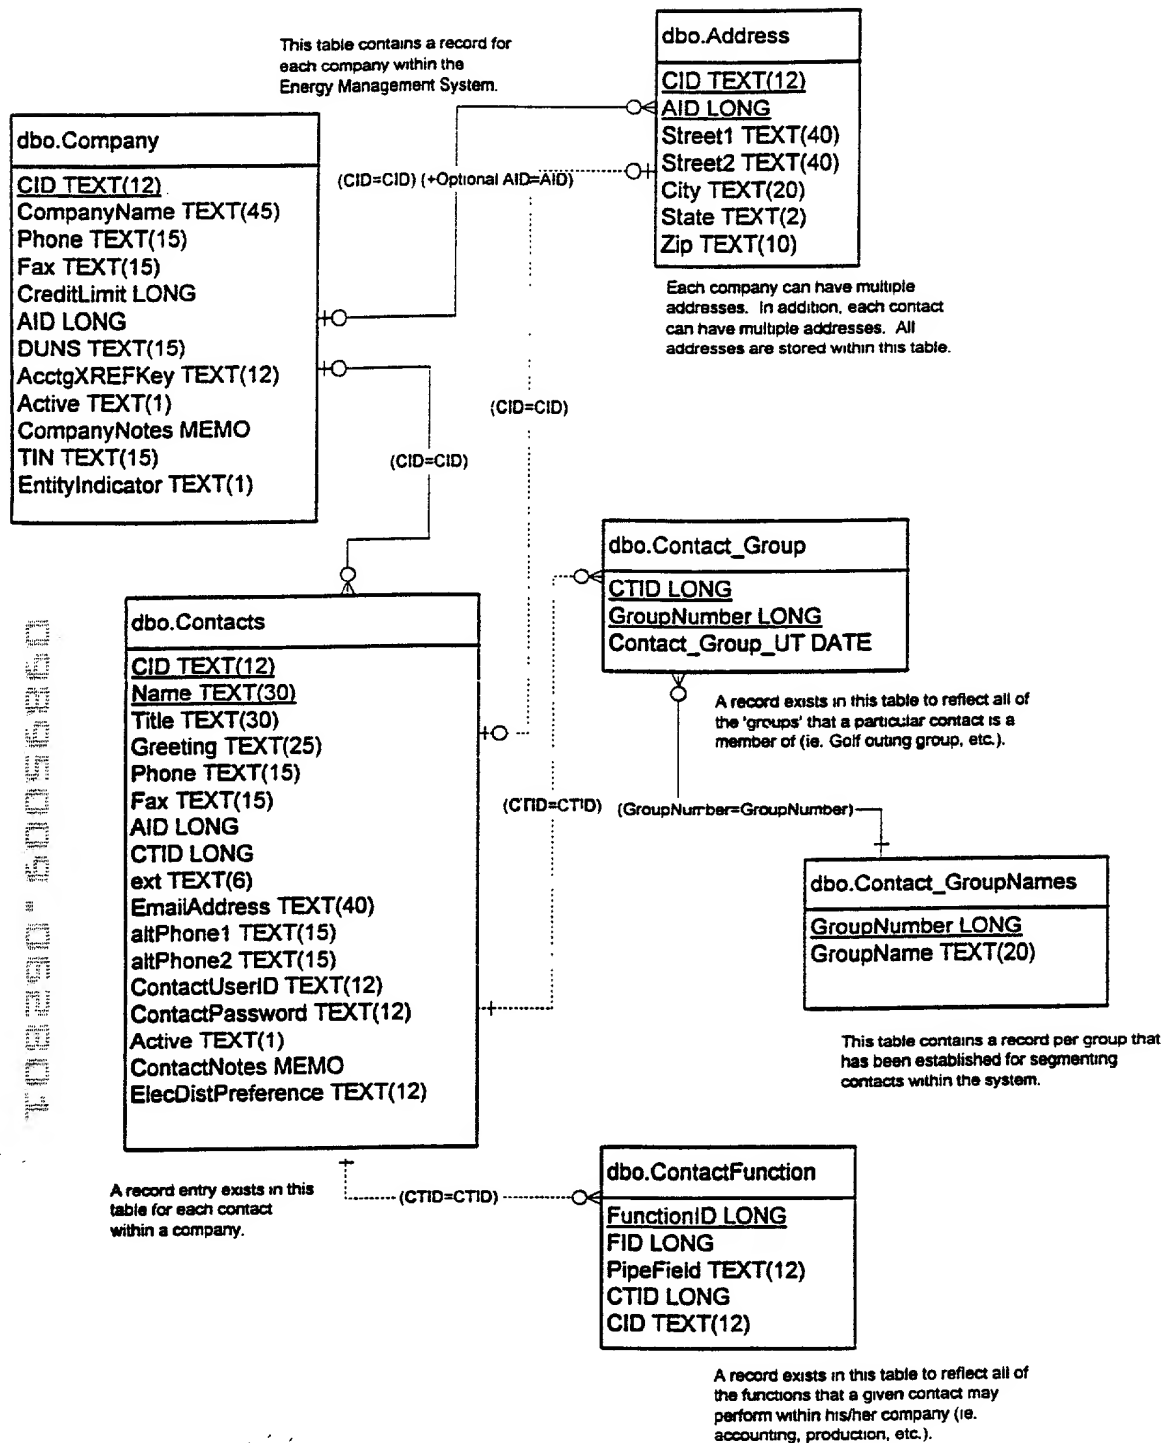 This table contains a record for
each company within the
Energy Management System.
dbo.Address
CID TEXT(12)
AID LONG
Street1 TEXT(40)
Street2 TEXT(40)
City TEXT(20)
State TEXT(2)
Zip TEXT(10)
Each company can have multiple
addresses. In addition, each contact
can have multiple addresses. All
addresses are stored within this table.
dbo.Company
CID TEXT(12)
CompanyName TEXT(45)
Phone TEXT(15)
Fax TEXT(15)
CreditLimit LONG
AID LONG
DUNS TEXT(15)
AcctgXREFKey TEXT(12)
Active TEXT(1)
CompanyNotes MEMO
TIN TEXT(15)
EntityIndicator TEXT(1)
(CID=CID) (+Optional AID=AID)
(CID=CID)
(CID=CID)
dbo.Contact_Group
CTID LONG
GroupNumber LONG
Contact_Group_UT DATE
A record exists in this table to reflect all of
the 'groups' that a particular contact is a
member of (ie. Golf outing group, etc.).
dbo.Contacts
CID TEXT(12)
Name TEXT(30)
Title TEXT(30)
Greeting TEXT(25)
Phone TEXT(15)
Fax TEXT(15)
AID LONG
CTID LONG
ext TEXT(6)
EmailAddress TEXT(40)
altPhone1 TEXT(15)
altPhone2 TEXT(15)
ContactUserID TEXT(12)
ContactPassword TEXT(12)
Active TEXT(1)
ContactNotes MEMO
ElecDistPreference TEXT(12)
(CTID=CTID)
(GroupNumber=GroupNumber)
dbo.Contact_GroupNames
GroupNumber LONG
GroupName TEXT(20)
This table contains a record per group that
has been established for segmenting
contacts within the system.
A record entry exists in this
table for each contact
within a company.
(CTID=CTID)
dbo.ContactFunction
FunctionID LONG
FID LONG
PipeField TEXT(12)
CTID LONG
CID TEXT(12)
A record exists in this table to reflect all of
the functions that a given contact may
perform within his/her company (ie.
accounting, production, etc.).